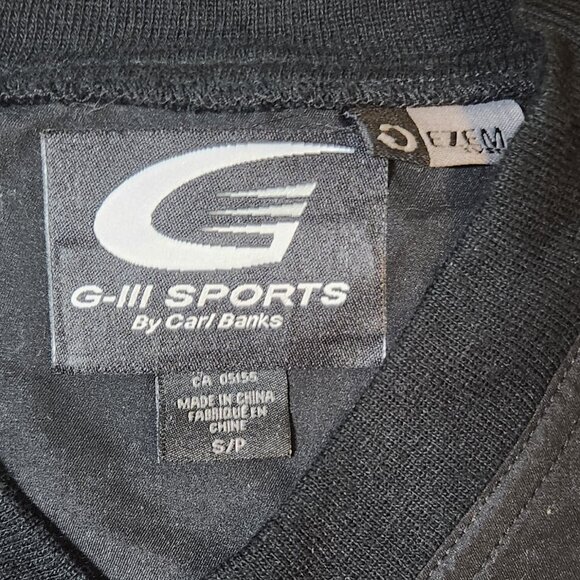 G-III SPORTS
By Carl Banks
CA 05155
MADE IN CHINA
FABRIQUÉ EN
CHINE
S/P